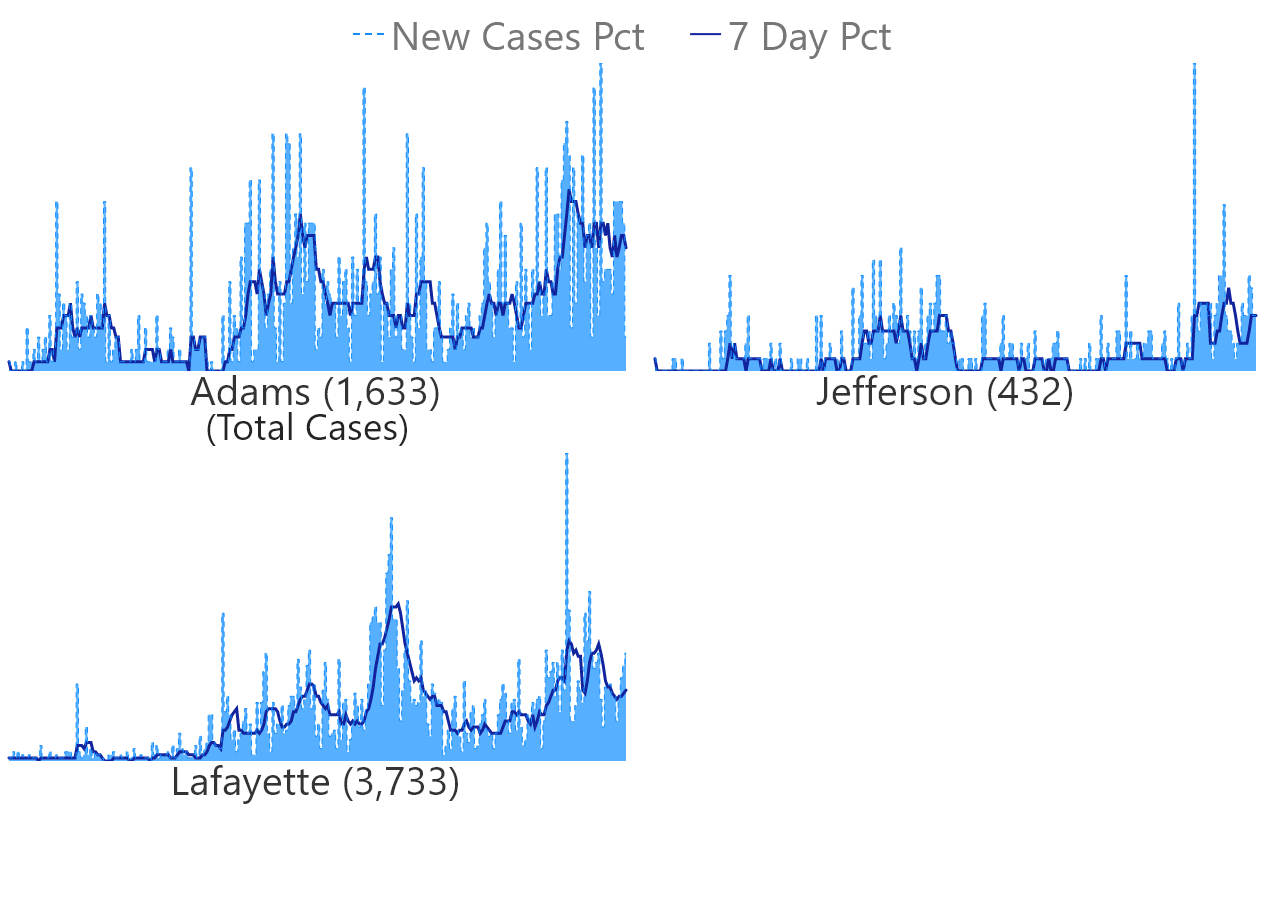 New Cases Pct 7 Day Pct
Adams (1,633)
(Total Cases)
Jefferson (432)
Lafayette (3,733)